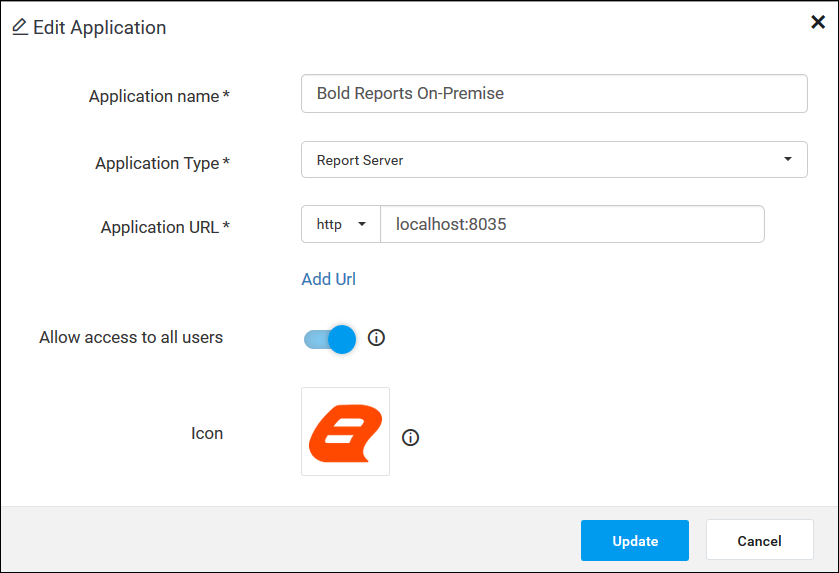 Edit Application
Application name * Bold Reports On-Premise
Application Type * Report Server
Application URL * http localhost:8035
Add Url
Allow access to all users
Icon
Update Cancel